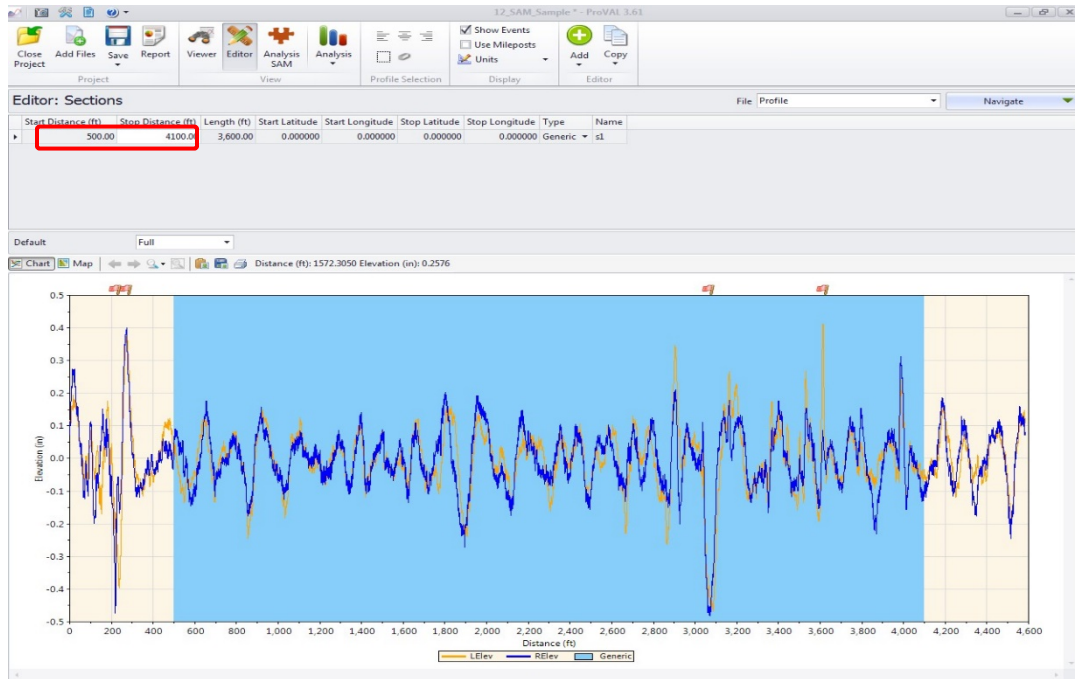 12_SAM_Sample * - ProVAL 3.61
Close Project
Add Files
Save
Report
Viewer
Editor
Analysis SAM
Analysis
Show Events
Use Mileposts
Units
Add
Copy
Project
View
Profile Selection
Display
Editor
Editor: Sections
File Profile
Navigate
Start Distance (ft) Stop Distance (ft) Length (ft) Start Latitude Start Longitude Stop Latitude Stop Longitude Type Name
500.00 4100.00 3,600.00 0.000000 0.000000 0.000000 0.000000 Generic s1
Default Full
Chart Map Distance (ft): 1572.3050 Elevation (in): 0.2576
0.5
0.4
0.3
0.2
0.1
0.0
-0.1
-0.2
-0.3
-0.4
-0.5
Elevation (in)
0 200 400 600 800 1,000 1,200 1,400 1,600 1,800 2,000 2,200 2,400 2,600 2,800 3,000 3,200 3,400 3,600 3,800 4,000 4,200 4,400 4,600
Distance (ft)
LElev RElev Generic